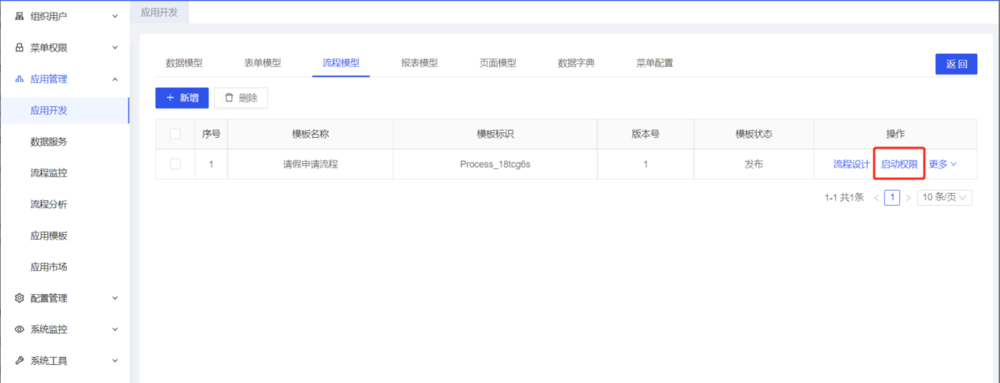 组织用户
菜单权限
应用管理
应用开发
数据服务
流程监控
流程分析
应用模板
应用市场
配置管理
系统监控
系统工具
应用开发
数据模型 表单模型 流程模型 报表模型 页面模型 数据字典 菜单配置 返回
新增 删除
序号 模板名称 模板标识 版本号 模板状态 操作
1 请假申请流程 Process_18tcg6s 1 发布 流程设计 启动权限 更多
1-1 共1条 < 1 > 10 条/页